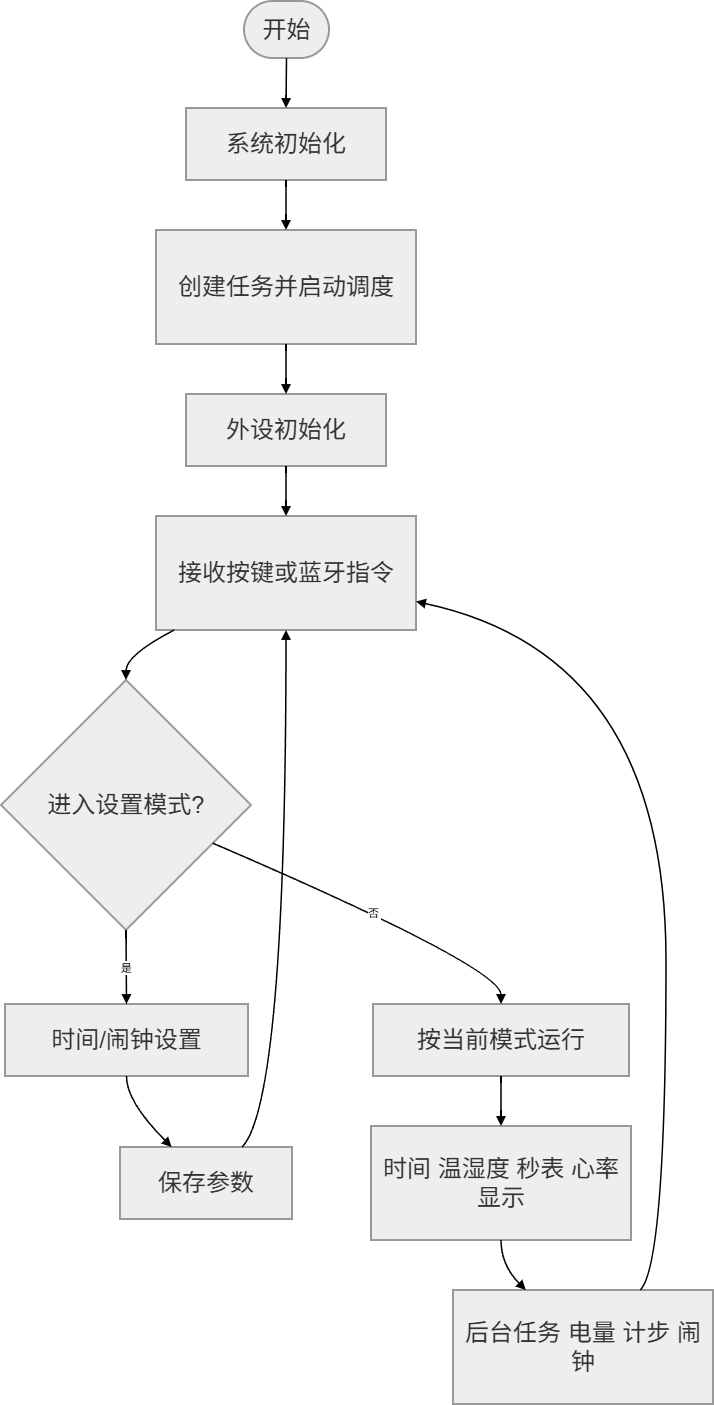 开始
系统初始化
创建任务并启动调度
外设初始化
接收按键或蓝牙指令
进入设置模式?
否
是
时间/闹钟设置
按当前模式运行
保存参数
时间 温湿度 秒表 心率
显示
后台任务 电量 计步 闹
钟